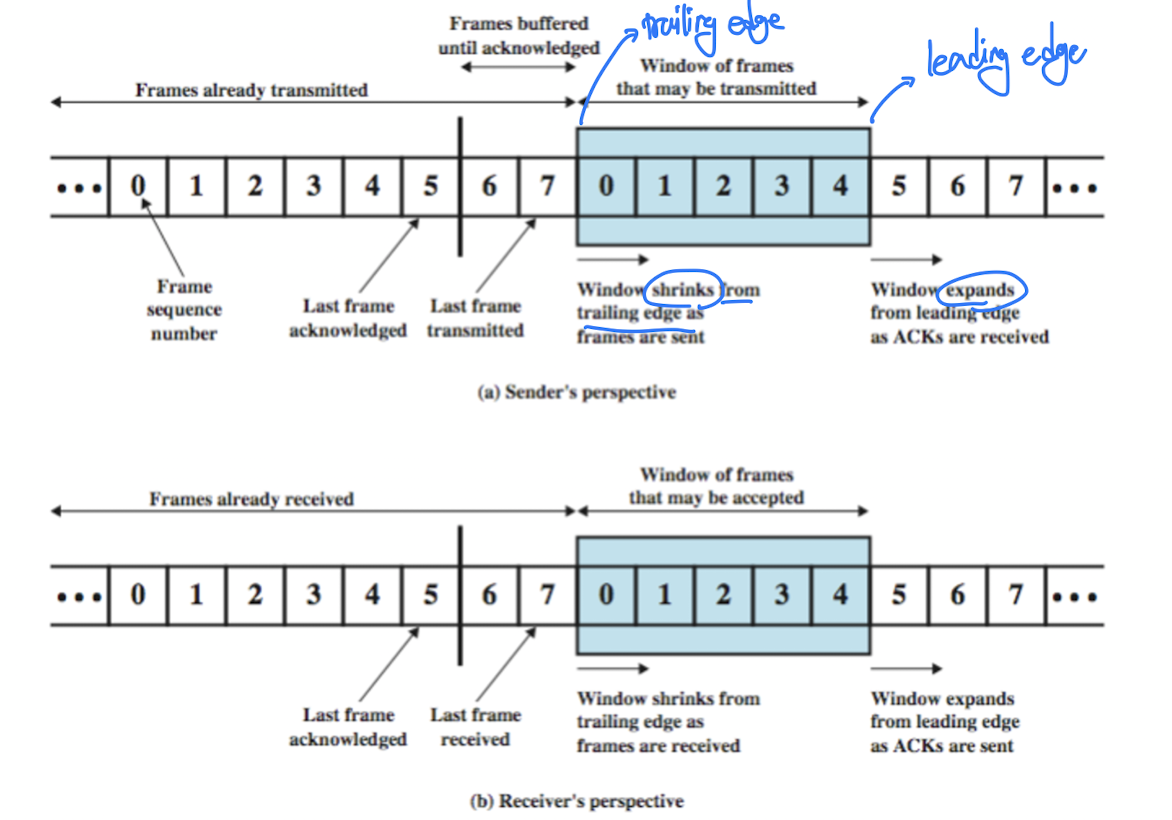 Frames buffered
until acknowledged
trailing edge
leading edge
Frames already transmitted
Window of frames
that may be transmitted
••• 0 1 2 3 4 5 6 7 0 1 2 3 4 5 6 7 •••
Frame
sequence
number
Last frame
acknowledged
Last frame
transmitted
Window shrinks from
trailing edge as
frames are sent
Window expands
from leading edge
as ACKs are received
(a) Sender's perspective
Frames already received
Window of frames
that may be accepted
••• 0 1 2 3 4 5 6 7 0 1 2 3 4 5 6 7 •••
Last frame
acknowledged
Last frame
received
Window shrinks from
trailing edge as
frames are received
Window expands
from leading edge
as ACKs are sent
(b) Receiver's perspective